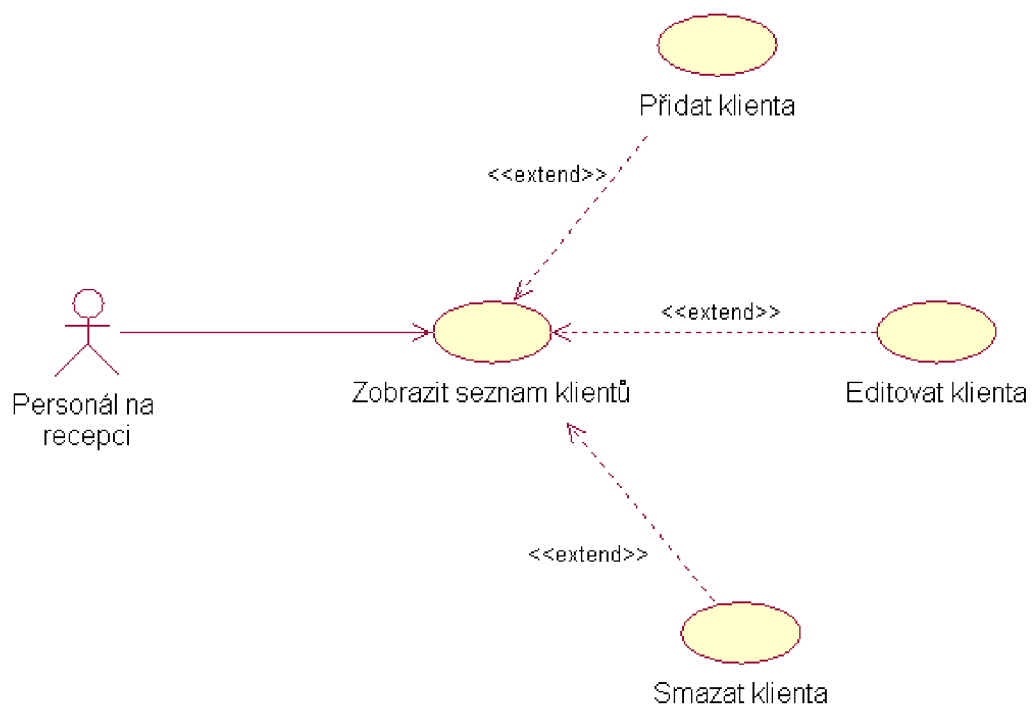 Přidat klienta
<<extend>>
<<extend>>
Zobrazit seznam klientů
Editovat klienta
Personál na
recepci
<<extend>>
Smazat klienta